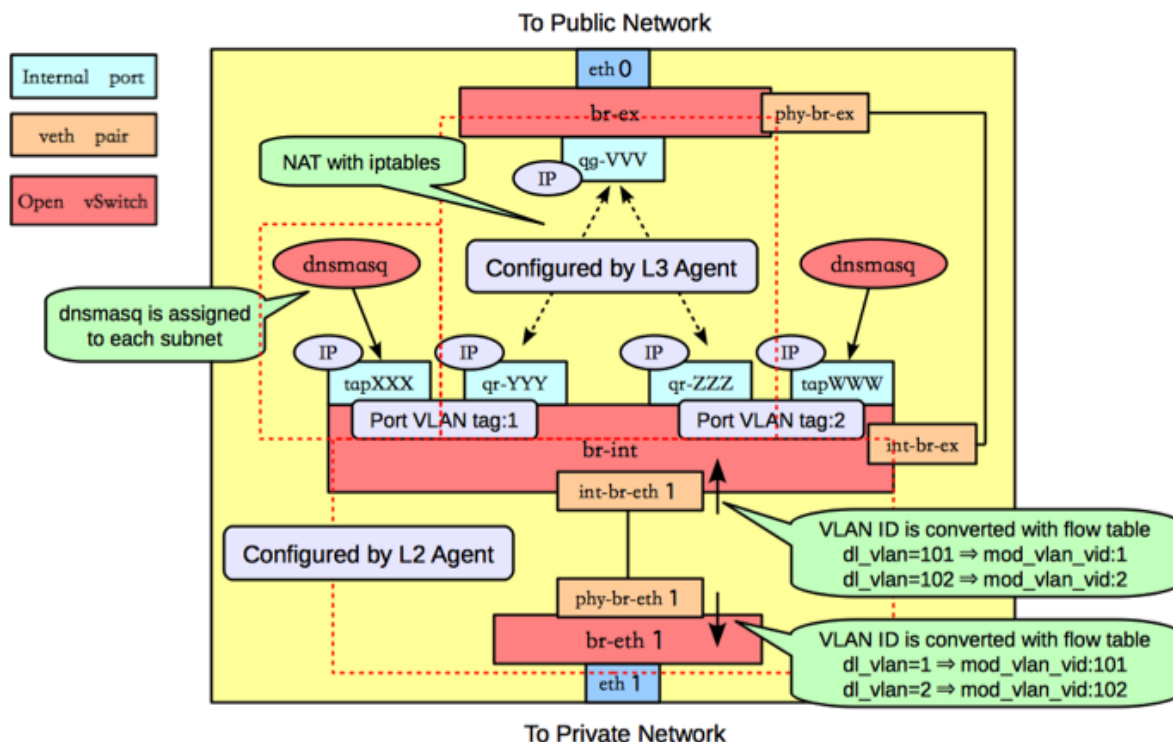 To Public Network
Internal port
veth pair
Open vSwitch
eth 0
br-ex
phy-br-ex
NAT with iptables
qg-VVV
IP
dnsmasq
Configured by L3 Agent
dnsmasq
dnsmasq is assigned
to each subnet
IP
IP
IP
IP
tapXXX
qr-YYY
qr-ZZZ
tapWWW
Port VLAN tag:1
Port VLAN tag:2
br-int
int-br-ex
int-br-eth 1
Configured by L2 Agent
VLAN ID is converted with flow table
dl_vlan=101 ⇒ mod_vlan_vid:1
dl_vlan=102 ⇒ mod_vlan_vid:2
phy-br-eth 1
br-eth 1
VLAN ID is converted with flow table
dl_vlan=1 ⇒ mod_vlan_vid:101
dl_vlan=2 ⇒ mod_vlan_vid:102
eth 1
To Private Network